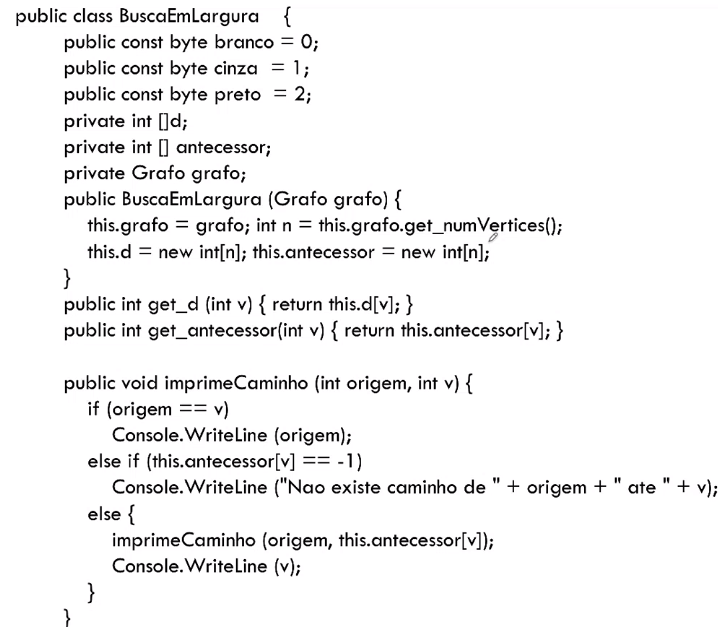 public class BuscaEmLargura {
public const byte branco = 0;
public const byte cinza = 1;
public const byte preto = 2;
private int []d;
private int [] antecessor;
private Grafo grafo;
public BuscaEmLargura (Grafo grafo) {
this.grafo = grafo; int n = this.grafo.get_numVertices();
this.d = new int[n]; this.antecessor = new int[n];
}
public int get_d (int v) { return this.d[v]; }
public int get_antecessor(int v) { return this.antecessor[v]; }
public void imprimeCaminho (int origem, int v) {
if (origem == v)
Console.WriteLine (origem);
else if (this.antecessor[v] == -1)
Console.WriteLine ("Nao existe caminho de " + origem + " ate " + v);
else {
imprimeCaminho (origem, this.antecessor[v]);
Console.WriteLine (v);
}
}